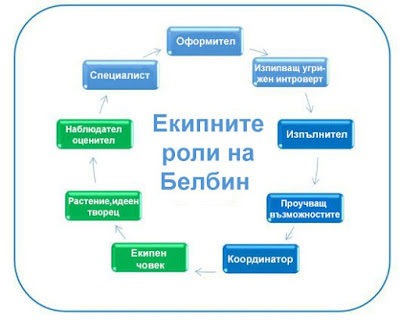 Екипните
роли на
Белбин
Оформител
Изпипващ угри-
жен интроверт
Изпълнител
Проучващ
възможностите
Координатор
Екипен
човек
Растение,идеен
творец
Наблюдател
оценител
Специалист